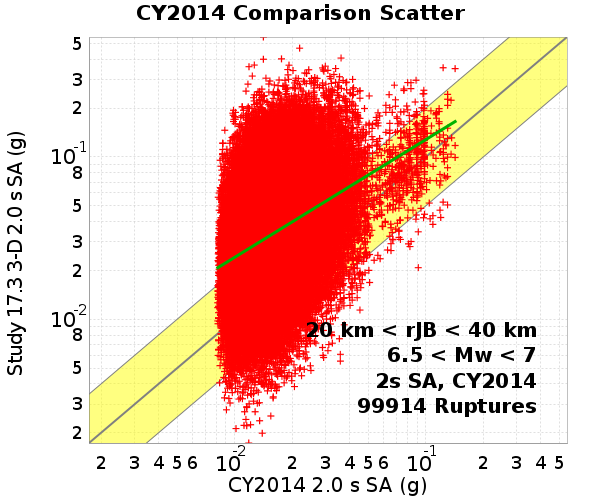 CY2014 Comparison Scatter
5
3
2
10-1
8
5
3
2
10-2
8
5
3
2
Study 17.3 3-D 2.0 s SA (g)
20 km < rJB < 40 km
6.5 < Mw < 7
2s SA, CY2014
99914 Ruptures
2 3 4 5 6 10-2 2 3 4 5 6 10-1 2 3 4 5
CY2014 2.0 s SA (g)